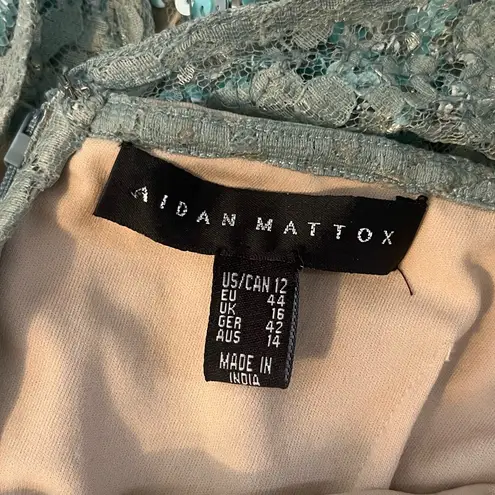 AIDAN MATTOX
US/CAN 12
EU 44
UK 16
GER 42
AUS 14
MADE IN
INDIA